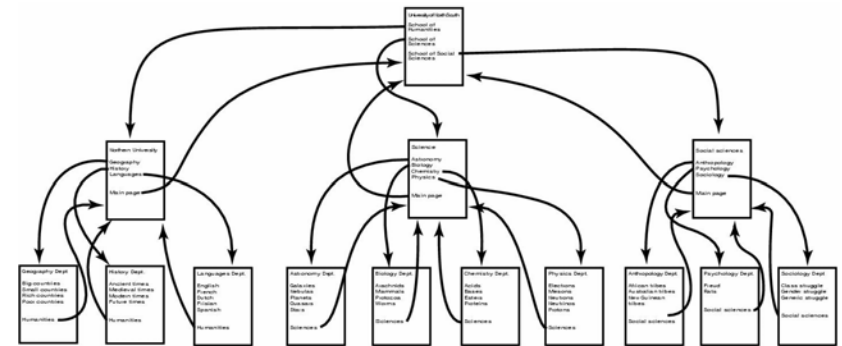 University of North South
School of
Humanities
School of
Sciences
School of Social
Sciences
Northern University
Geography
History
Languages
Main page
Science
Astronomy
Biology
Chemistry
Physics
Main page
Social sciences
Anthropology
Psychology
Sociology
Main page
Geography Dept.
Big countries
Small countries
Rich countries
Poor countries
Humanities
History Dept.
Ancient times
Medieval times
Modern times
Future times
Humanities
Languages Dept.
English
French
Dutch
Frisian
Spanish
Humanities
Astronomy Dept.
Galaxies
Nebulas
Planets
Quasars
Stars
Sciences
Biology Dept.
Arachnids
Mammals
Protozoa
Worms
Sciences
Chemistry Dept.
Acids
Bases
Esters
Proteins
Sciences
Physics Dept.
Electrons
Mesons
Neutrons
Neutrinos
Protons
Sciences
Anthropology Dept.
African tribes
Australian tribes
New Guinean
tribes
Social sciences
Psychology Dept.
Freud
Rats
Social sciences
Sociology Dept.
Class struggle
Gender struggle
Generic struggle
Social sciences